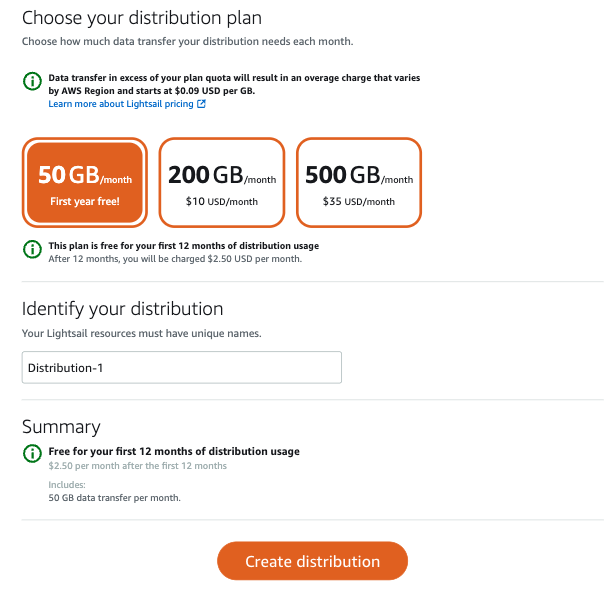 Choose your distribution plan
Choose how much data transfer your distribution needs each month.
Data transfer in excess of your plan quota will result in an overage charge that varies
by AWS Region and starts at $0.09 USD per GB.
Learn more about Lightsail pricing
50 GB/month
First year free!
200 GB/month
$10 USD/month
500 GB/month
$35 USD/month
This plan is free for your first 12 months of distribution usage
After 12 months, you will be charged $2.50 USD per month.
Identify your distribution
Your Lightsail resources must have unique names.
Distribution-1
Summary
Free for your first 12 months of distribution usage
$2.50 per month after the first 12 months
Includes:
50 GB data transfer per month.
Create distribution